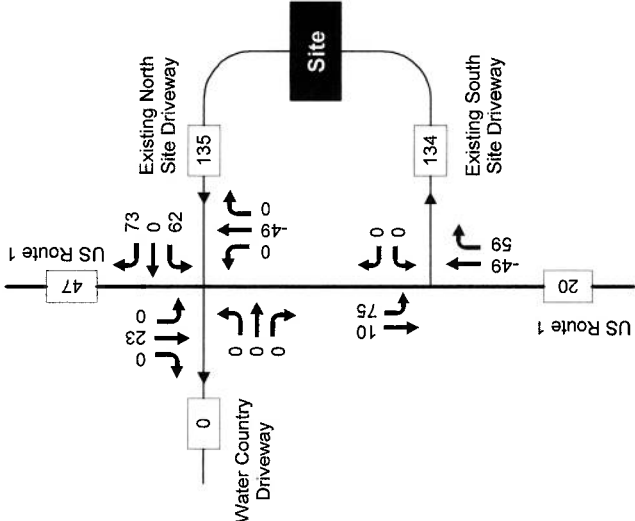 Site
Existing North
Site Driveway
135
134
Existing South
Site Driveway
73
0
62
0
-49
0
US Route 1
47
0
23
0
0
0
0
0
0
10
75
-49
59
20
US Route 1
0
Water Country
Driveway